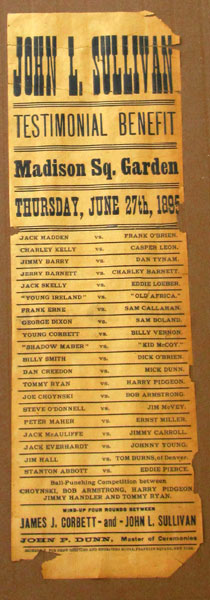 JOHN L. SULLIVAN
TESTIMONIAL BENEFIT
Madison Sq. Garden
THURSDAY, JUNE 27th, 1895
JACK MADDEN vs. FRANK O'BRIEN.
CHARLEY KELLY vs. CASPER LEON.
JIMMY BARRY vs. DAN TYNAM.
JERRY BARNETT vs. CHARLEY BARNETT.
JACK SKELLY vs. EDDIE LOEBER.
"YOUNG IRELAND" vs. "OLD AFRICA."
FRANK ERNE vs. SAM CALLAHAN.
GEORGE DIXON vs. SAM BOLAND.
YOUNG CORBETT vs. BILLY VERNON.
"SHADOW MABER" vs. "KID McCOY."
BILLY SMITH vs. DICK O'BRIEN.
DAN CREEDON vs. MICK DUNN.
TOMMY RYAN vs. HARRY PIDGEON.
JOE CHOYNSKI vs. BOB ARMSTRONG.
STEVE O'DONNELL vs. JIM McVEY.
PETER MAHER vs. ERNST MILLER.
JACK McAULIFFE vs. JIMMY CARROLL.
JACK EVERHARDT vs. JOHNNY YOUNG.
JIM HALL vs. TOM BURNS, of Denver.
STANTON ABBOTT vs. EDDIE PIERCE.
Ball-Punching Competition between
CHOYNSKI, BOB ARMSTRONG, HARRY PIDGEON
JIMMY HANDLER AND TOMMY RYAN.
WIND-UP FOUR ROUNDS BETWEEN
JAMES J. CORBETT - and - JOHN L. SULLIVAN
JOHN P. DUNN, Master of Ceremonies